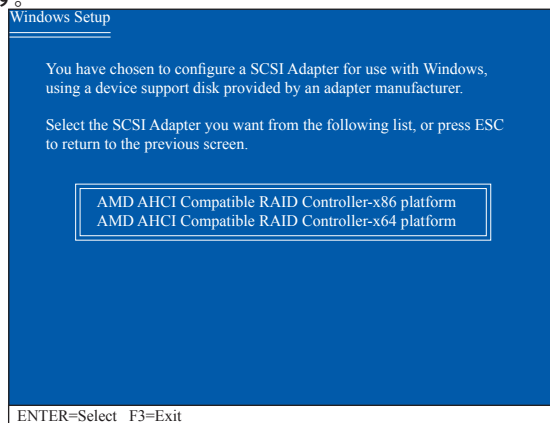 Windows Setup
You have chosen to configure a SCSI Adapter for use with Windows,
using a device support disk provided by an adapter manufacturer.
Select the SCSI Adapter you want from the following list, or press ESC
to return to the previous screen.
AMD AHCI Compatible RAID Controller-x86 platform
AMD AHCI Compatible RAID Controller-x64 platform
ENTER=Select F3=Exit